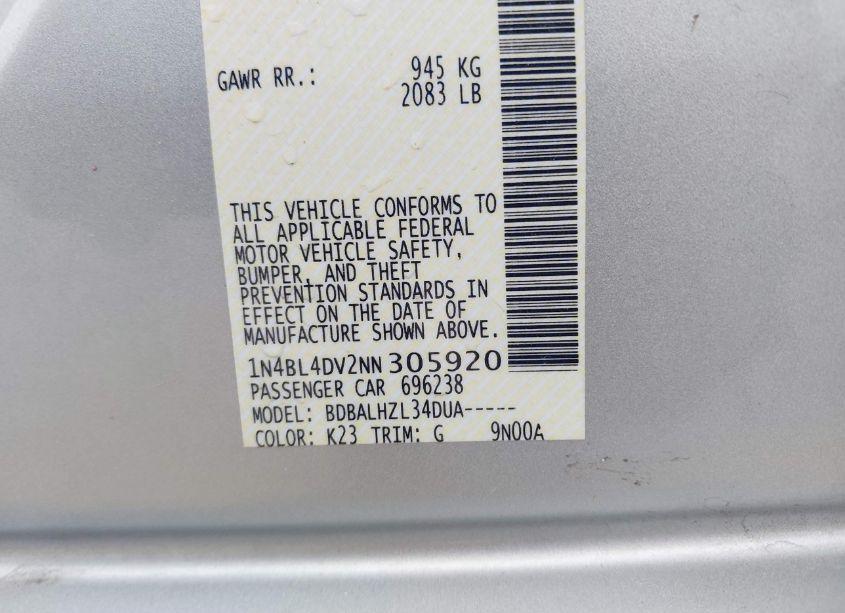 GAWR RR.: 945 KG
2083 LB
THIS VEHICLE CONFORMS TO
ALL APPLICABLE FEDERAL
MOTOR VEHICLE SAFETY,
BUMPER, AND THEFT
PREVENTION STANDARDS IN
EFFECT ON THE DATE OF
MANUFACTURE SHOWN ABOVE.
1N4BL4DV2NN305920
PASSENGER CAR 696238
MODEL: BDBALHZL34DUA-----
COLOR: K23 TRIM: G 9N00A